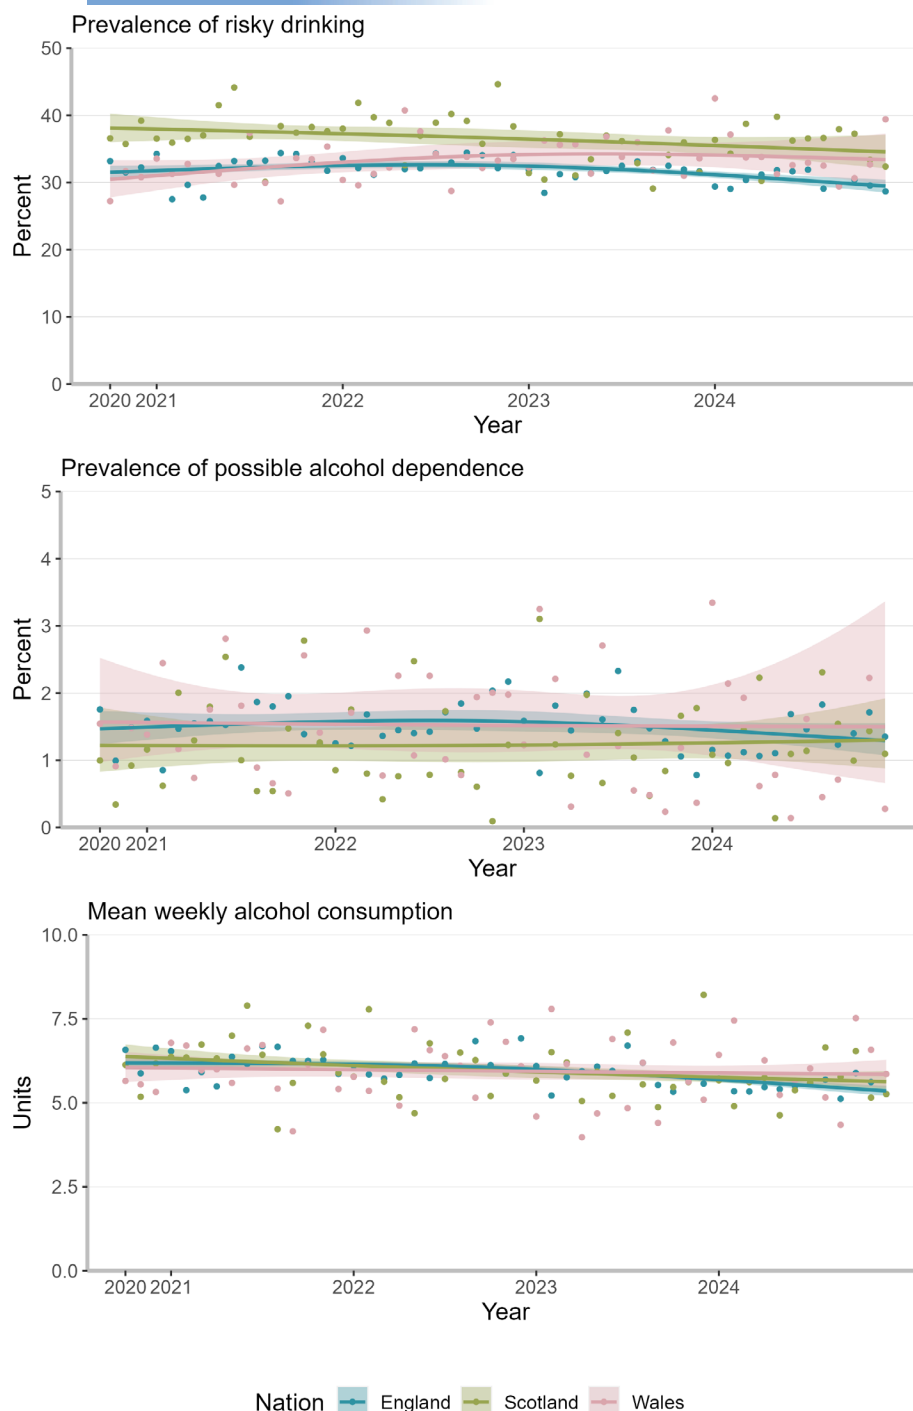 Prevalence of risky drinking
50
40
30
20
10
0
Percent
2020 2021 2022 2023 2024
Year
Prevalence of possible alcohol dependence
5
4
3
2
1
0
Percent
2020 2021 2022 2023 2024
Year
Mean weekly alcohol consumption
10.0
7.5
5.0
2.5
0.0
Units
2020 2021 2022 2023 2024
Year
Nation England Scotland Wales